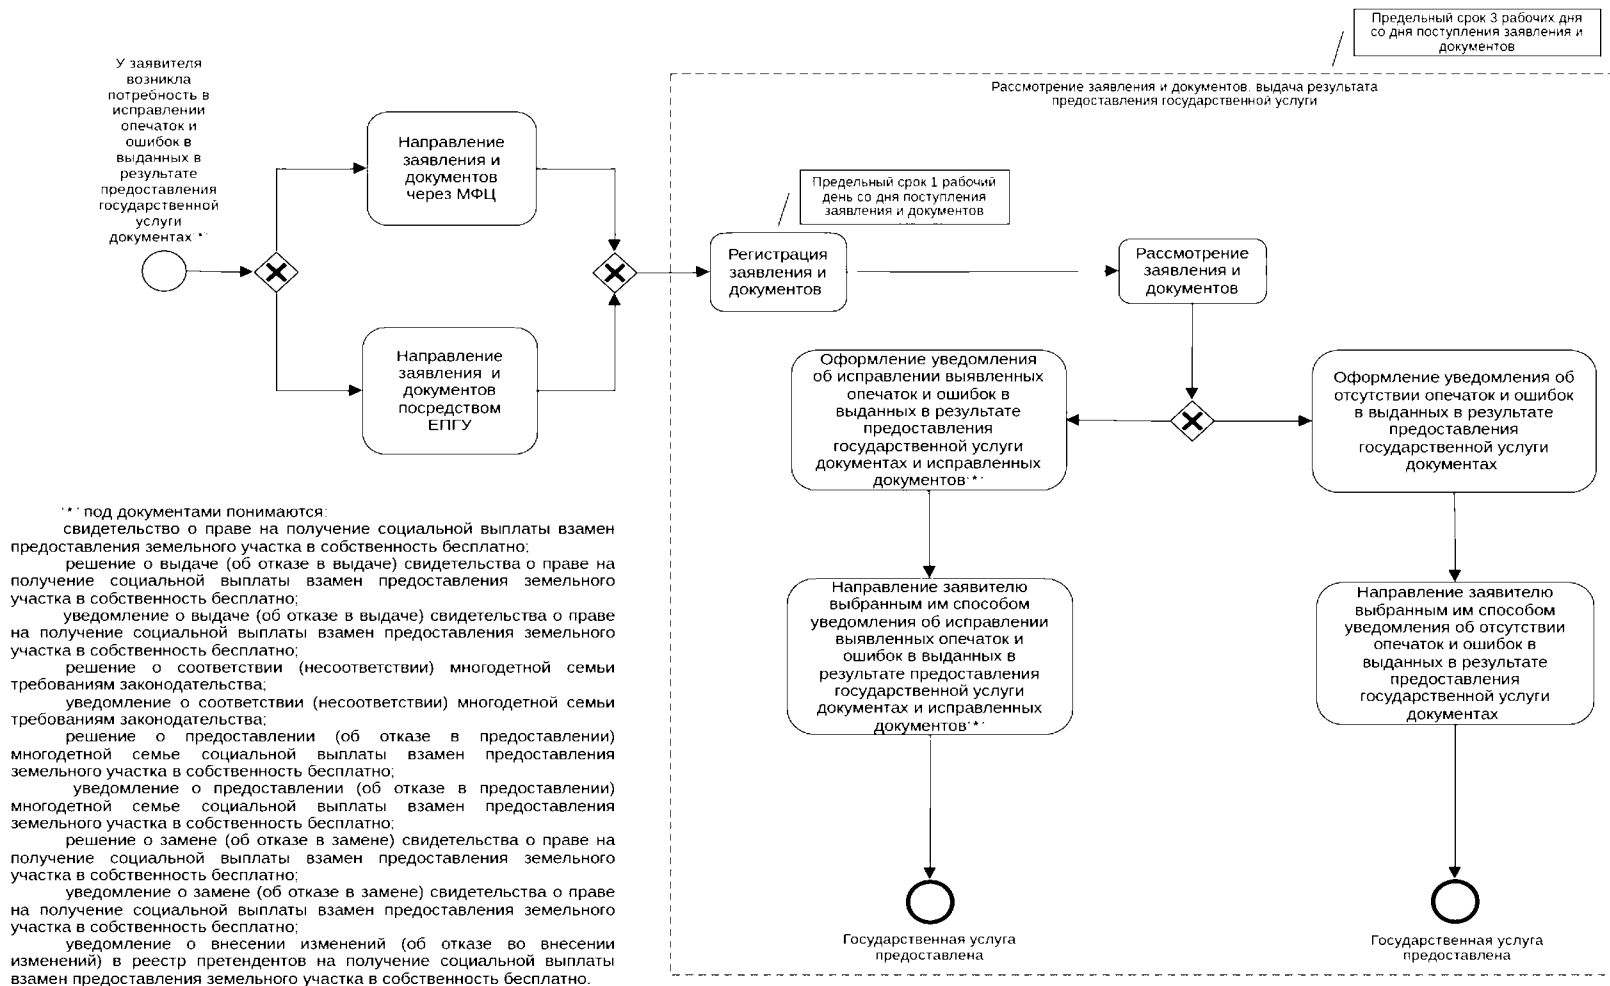 Предельный срок 3 рабочих дня
со дня поступления заявления и
документов
Рассмотрение заявления и документов, выдача результата
предоставления государственной услуги
У заявителя
возникла
потребность в
исправлении
опечаток и
ошибок в
выданных в
результате
предоставления
государственной
услуги
документах"*"
Направление
заявления и
документов
через МФЦ
Направление
заявления и
документов
посредством
ЕПГУ
Предельный срок 1 рабочий
день со дня поступления
заявления и документов
Регистрация
заявления и
документов
Рассмотрение
заявления и
документов
Оформление уведомления
об исправлении выявленных
опечаток и ошибок в
выданных в результате
предоставления
государственной услуги
документах и исправленных
документов"*"
Оформление уведомления об
отсутствии опечаток и ошибок
в выданных в результате
предоставления
государственной услуги
документах
Направление заявителю
выбранным им способом
уведомления об исправлении
выявленных опечаток и
ошибок в выданных в
результате предоставления
государственной услуги
документах и исправленных
документов"*"
Направление заявителю
выбранным им способом
уведомления об отсутствии
опечаток и ошибок в
выданных в результате
предоставления
государственной услуги
документах
Государственная услуга
предоставлена
Государственная услуга
предоставлена
"*" под документами понимаются:
свидетельство о праве на получение социальной выплаты взамен
предоставления земельного участка в собственность бесплатно;
решение о выдаче (об отказе в выдаче) свидетельства о праве на
получение социальной выплаты взамен предоставления земельного
участка в собственность бесплатно;
уведомление о выдаче (об отказе в выдаче) свидетельства о праве
на получение социальной выплаты взамен предоставления земельного
участка в собственность бесплатно;
решение о соответствии (несоответствии) многодетной семьи
требованиям законодательства;
уведомление о соответствии (несоответствии) многодетной семьи
требованиям законодательства;
решение о предоставлении (об отказе в предоставлении)
многодетной семье социальной выплаты взамен предоставления
земельного участка в собственность бесплатно;
уведомление о предоставлении (об отказе в предоставлении)
многодетной семье социальной выплаты взамен предоставления
земельного участка в собственность бесплатно;
решение о замене (об отказе в замене) свидетельства о праве на
получение социальной выплаты взамен предоставления земельного
участка в собственность бесплатно;
уведомление о замене (об отказе в замене) свидетельства о праве
на получение социальной выплаты взамен предоставления земельного
участка в собственность бесплатно;
уведомление о внесении изменений (об отказе во внесении
изменений) в реестр претендентов на получение социальной выплаты
взамен предоставления земельного участка в собственность бесплатно.